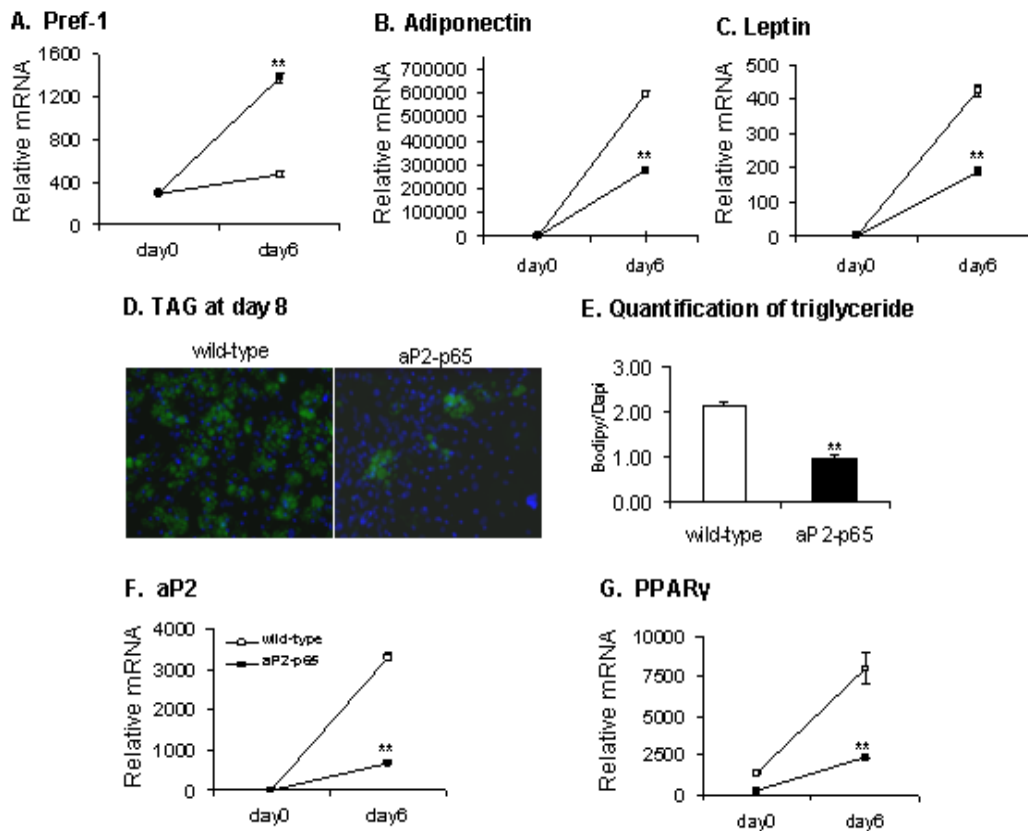 A. Pref-1
Relative mRNA
1600
1200
800
400
0
**
day0
day6
B. Adiponectin
Relative mRNA
700000
600000
500000
400000
300000
200000
100000
0
**
day0
day6
C. Leptin
Relative mRNA
500
400
300
200
100
0
**
day0
day6
D. TAG at day 8
wild-type
aP2-p65
E. Quantification of triglyceride
Bodipy/Dapi
3.00
2.00
1.00
0.00
**
wild-type
aP2-p65
F. aP2
Relative mRNA
4000
3000
2000
1000
0
wild-type
aP2-p65
**
day0
day6
G. PPARγ
Relative mRNA
10000
7500
5000
2500
0
**
day0
day6